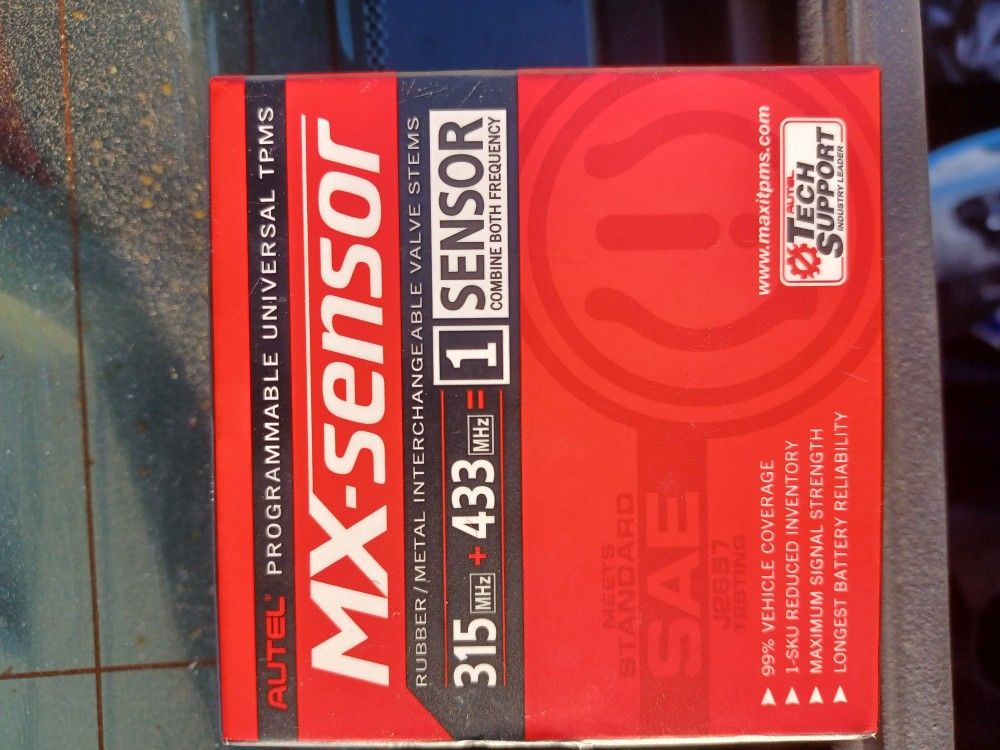 AUTEL® PROGRAMMABLE UNIVERSAL TPMS
MX-sensor
RUBBER/METAL INTERCHANGEABLE VALVE STEMS
315 MHz + 433 MHz = 1 SENSOR
COMBINE BOTH FREQUENCY
MEETS
STANDARD
SAE
J2657
TESTING
99% VEHICLE COVERAGE
1-SKU REDUCED INVENTORY
MAXIMUM SIGNAL STRENGTH
LONGEST BATTERY RELIABILITY
www.maxitpms.com
AUTEL
TECH
SUPPORT
INDUSTRY LEADER